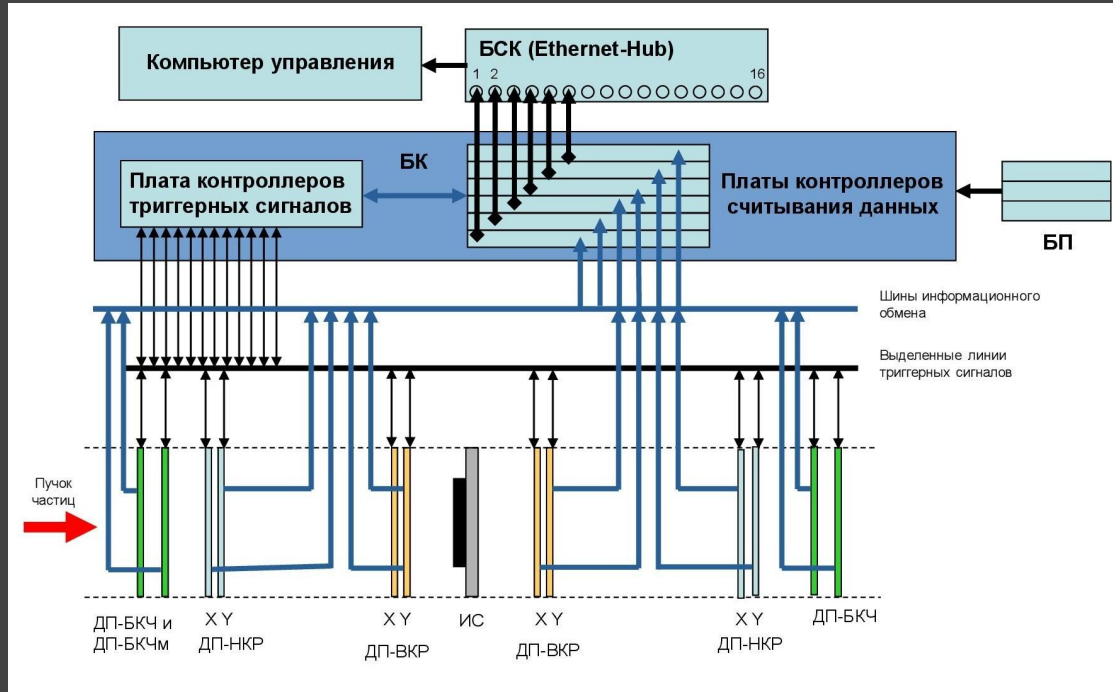 БСК (Ethernet-Hub)
Компьютер управления
1 2 16
БК
Плата контроллеров
триггерных сигналов
Платы контроллеров
считывания данных
БП
Шины информационного
обмена
Выделенные линии
триггерных сигналов
Пучок
частиц
ДП-БКЧ и
ДП-БКЧм
X Y
ДП-НКР
X Y
ДП-ВКР
ИС
X Y
ДП-ВКР
X Y
ДП-НКР
ДП-БКЧ